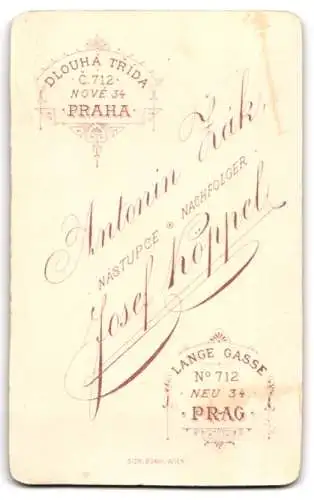 DLOUHÁ TŘÍDA
Č. 712
NOVÉ 34
PRAHA
Antonín Žák,
NÁSTUPCE * NACHFOLGER
Josef Köppel
LANGE GASSE
No 712
NEU 34
PRAG
WIEN